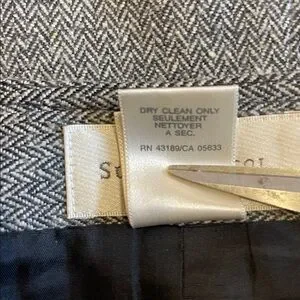 DRY CLEAN ONLY
SEULEMENT
NETTOYER
A SEC.
RN 43189/CA 05633